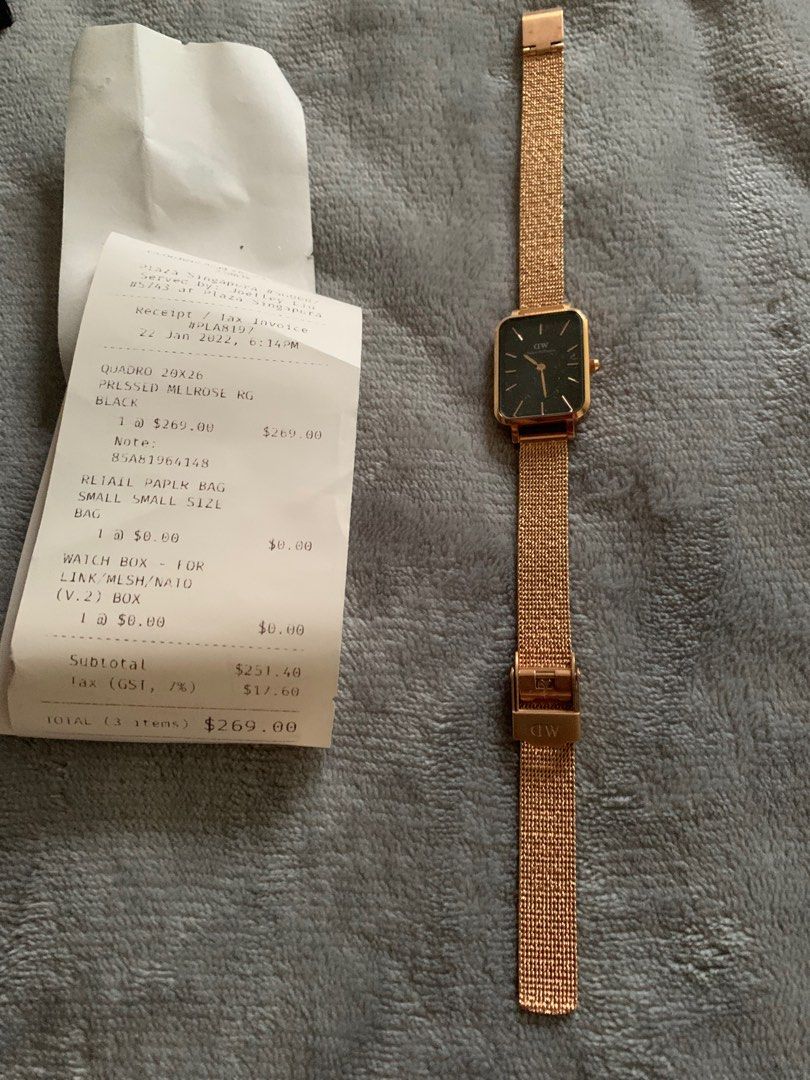 Plaza Singapura
Served by: Joelley
#5743 at Plaza Singapura
Receipt / Tax Invoice
#PLA8197
22 Jan 2022, 6:14PM
QUADRO 20X26
PRESSED MELROSE RG
BLACK
1 @ $269.00 $269.00
Note:
85A81964148
RETAIL PAPER BAG
SMALL SMALL SIZE
BAG
1 @ $0.00 $0.00
WATCH BOX - FOR
LINK/MESH/NATO
(V.2) BOX
1 @ $0.00 $0.00
Subtotal $251.40
Tax (GST, 7%) $17.60
TOTAL (3 items) $269.00
DW
DW